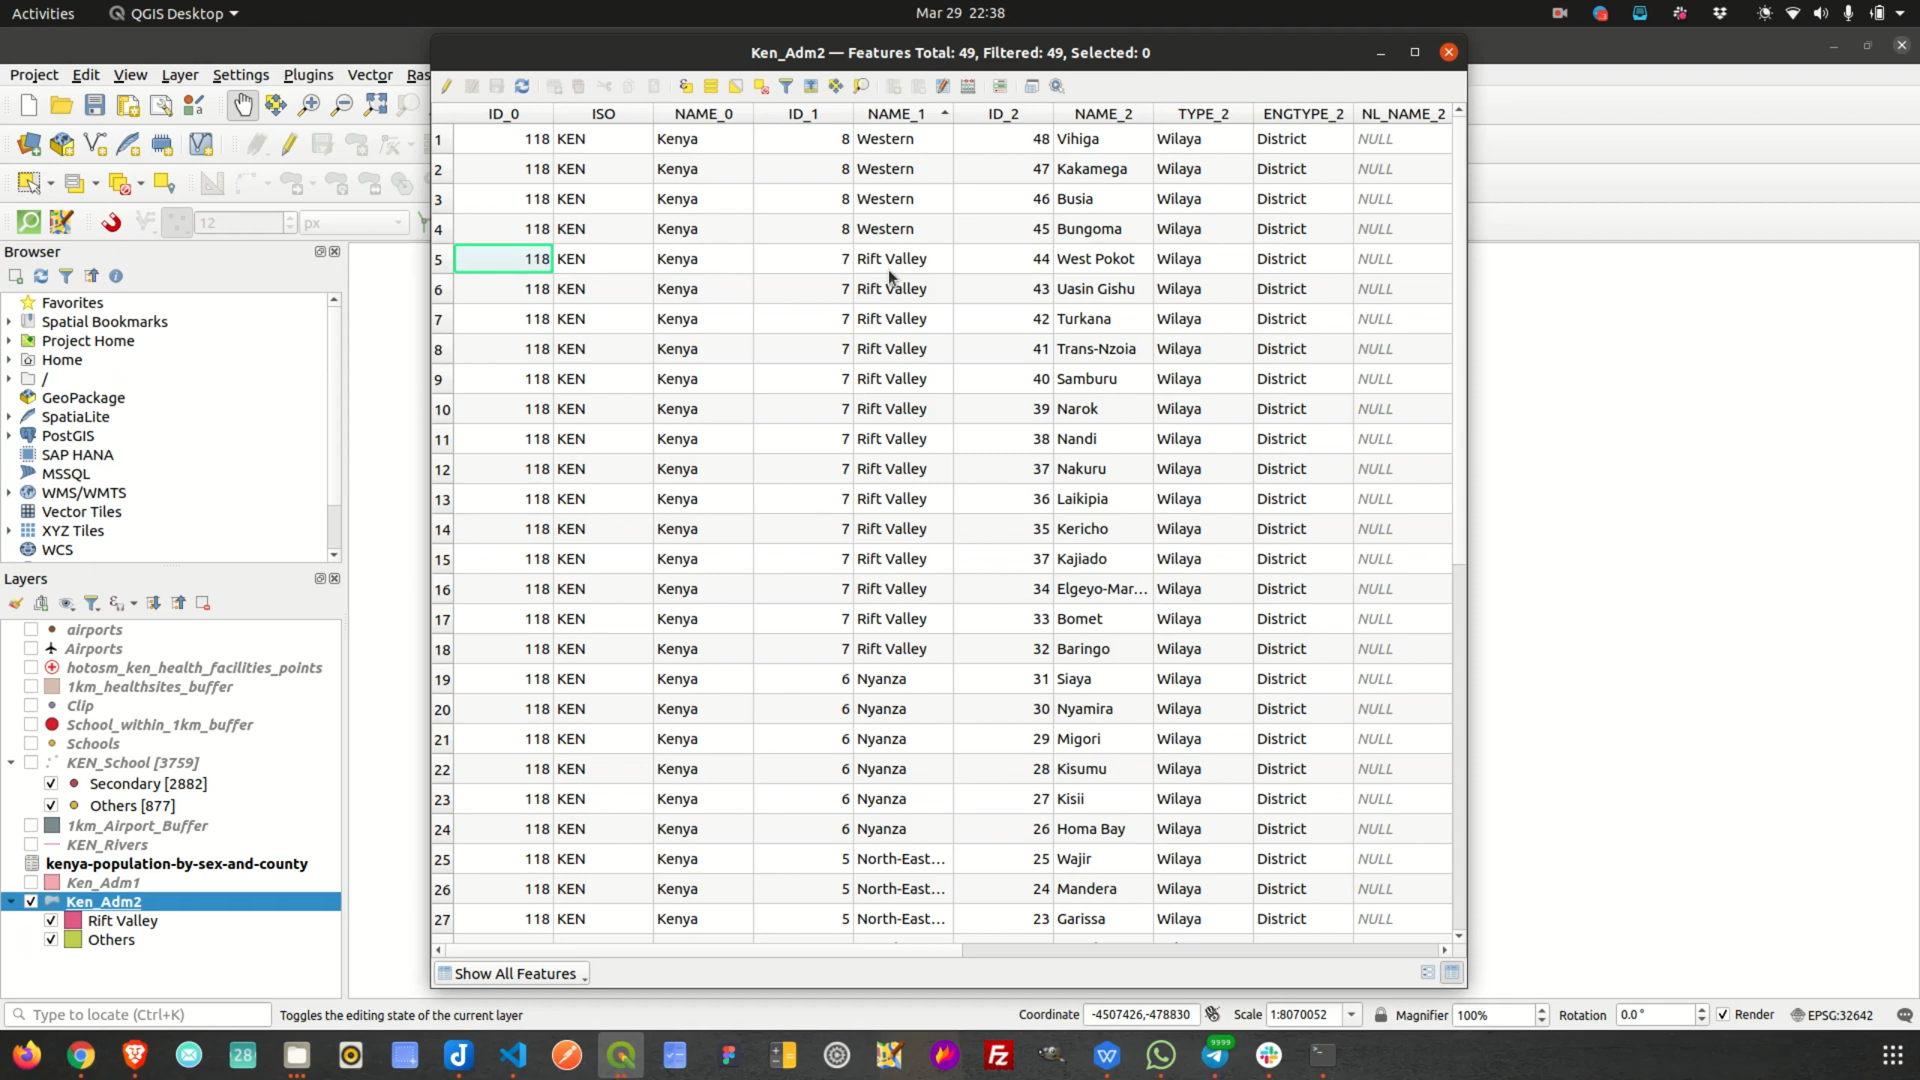 Activities QGIS Desktop Mar 29 22:38
Ken_Adm2 — Features Total: 49, Filtered: 49, Selected: 0
Project Edit View Layer Settings Plugins Vector Ras
12 px
Browser
Favorites
Spatial Bookmarks
Project Home
Home
/
GeoPackage
SpatiaLite
PostGIS
SAP HANA
MSSQL
WMS/WMTS
Vector Tiles
XYZ Tiles
WCS
Layers
airports
Airports
hotosm_ken_health_facilities_points
1km_healthsites_buffer
Clip
School_within_1km_buffer
Schools
KEN_School [3759]
Secondary [2882]
Others [877]
1km_Airport_Buffer
KEN_Rivers
kenya-population-by-sex-and-county
Ken_Adm1
Ken_Adm2
Rift Valley
Others
ID_0 ISO NAME_0 ID_1 NAME_1 ID_2 NAME_2 TYPE_2 ENGTYPE_2 NL_NAME_2
1 118 KEN Kenya 8 Western 48 Vihiga Wilaya District NULL
2 118 KEN Kenya 8 Western 47 Kakamega Wilaya District NULL
3 118 KEN Kenya 8 Western 46 Busia Wilaya District NULL
4 118 KEN Kenya 8 Western 45 Bungoma Wilaya District NULL
5 118 KEN Kenya 7 Rift Valley 44 West Pokot Wilaya District NULL
6 118 KEN Kenya 7 Rift Valley 43 Uasin Gishu Wilaya District NULL
7 118 KEN Kenya 7 Rift Valley 42 Turkana Wilaya District NULL
8 118 KEN Kenya 7 Rift Valley 41 Trans-Nzoia Wilaya District NULL
9 118 KEN Kenya 7 Rift Valley 40 Samburu Wilaya District NULL
10 118 KEN Kenya 7 Rift Valley 39 Narok Wilaya District NULL
11 118 KEN Kenya 7 Rift Valley 38 Nandi Wilaya District NULL
12 118 KEN Kenya 7 Rift Valley 37 Nakuru Wilaya District NULL
13 118 KEN Kenya 7 Rift Valley 36 Laikipia Wilaya District NULL
14 118 KEN Kenya 7 Rift Valley 35 Kericho Wilaya District NULL
15 118 KEN Kenya 7 Rift Valley 37 Kajiado Wilaya District NULL
16 118 KEN Kenya 7 Rift Valley 34 Elgeyo-Mar... Wilaya District NULL
17 118 KEN Kenya 7 Rift Valley 33 Bomet Wilaya District NULL
18 118 KEN Kenya 7 Rift Valley 32 Baringo Wilaya District NULL
19 118 KEN Kenya 6 Nyanza 31 Siaya Wilaya District NULL
20 118 KEN Kenya 6 Nyanza 30 Nyamira Wilaya District NULL
21 118 KEN Kenya 6 Nyanza 29 Migori Wilaya District NULL
22 118 KEN Kenya 6 Nyanza 28 Kisumu Wilaya District NULL
23 118 KEN Kenya 6 Nyanza 27 Kisii Wilaya District NULL
24 118 KEN Kenya 6 Nyanza 26 Homa Bay Wilaya District NULL
25 118 KEN Kenya 5 North-East... 25 Wajir Wilaya District NULL
26 118 KEN Kenya 5 North-East... 24 Mandera Wilaya District NULL
27 118 KEN Kenya 5 North-East... 23 Garissa Wilaya District NULL
Show All Features
Type to locate (Ctrl+K) Toggles the editing state of the current layer Coordinate -4507426,-478830 Scale 1:8070052 Magnifier 100% Rotation 0.0 ° Render EPSG:32642
28 9999